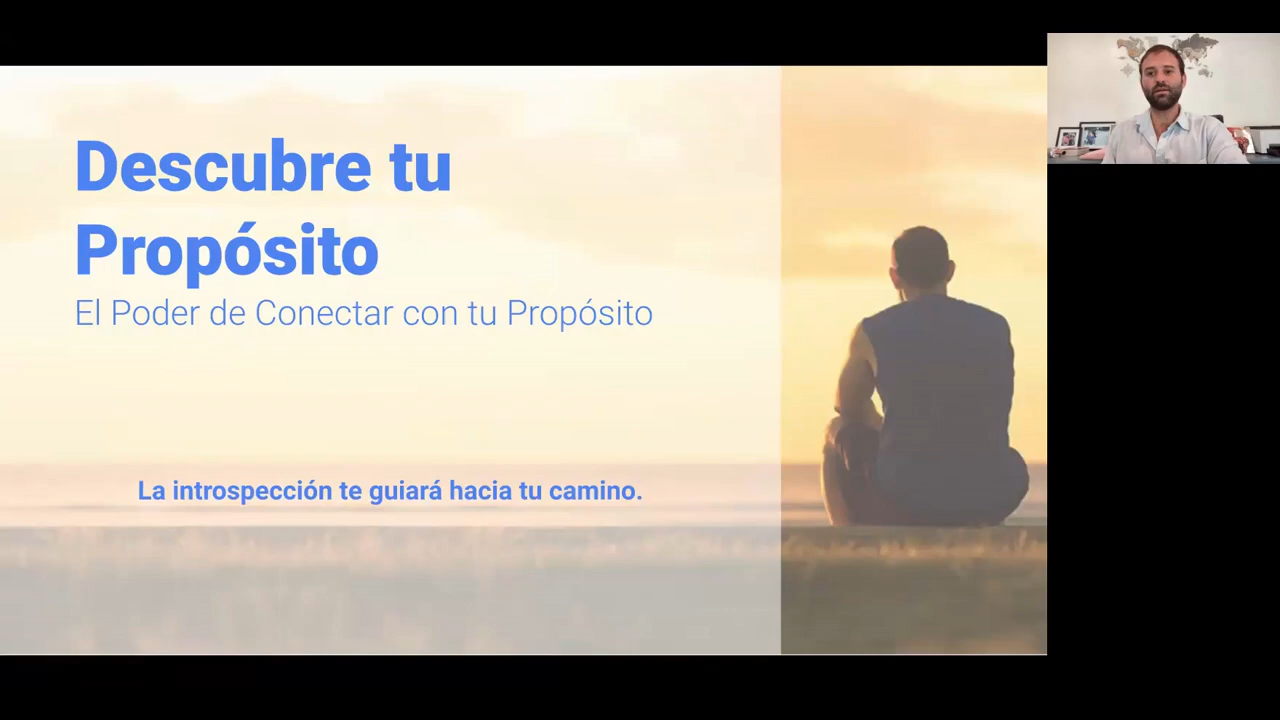 Descubre tu
Propósito
El Poder de Conectar con tu Propósito
La introspección te guiará hacia tu camino.